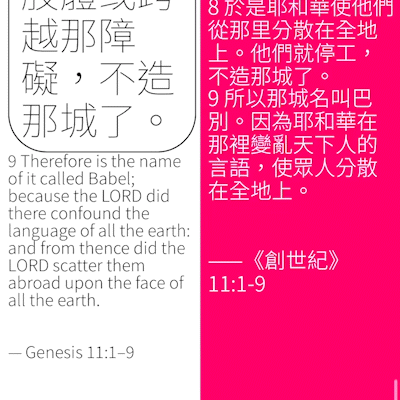 體或跨
越那障
礙，不造
那城了。
9 Therefore is the name
of it called Babel;
because the LORD did
there confound the
language of all the earth:
and from thence did the
LORD scatter them
abroad upon the face of
all the earth.
— Genesis 11:1–9
8 於是耶和華使他們
從那里分散在全地
上。他們就停工，
不造那城了。
9 所以那城名叫巴
別。因為耶和華在
那裡變亂天下人的
言語，使眾人分散
在全地上。
——《創世紀》
11:1-9